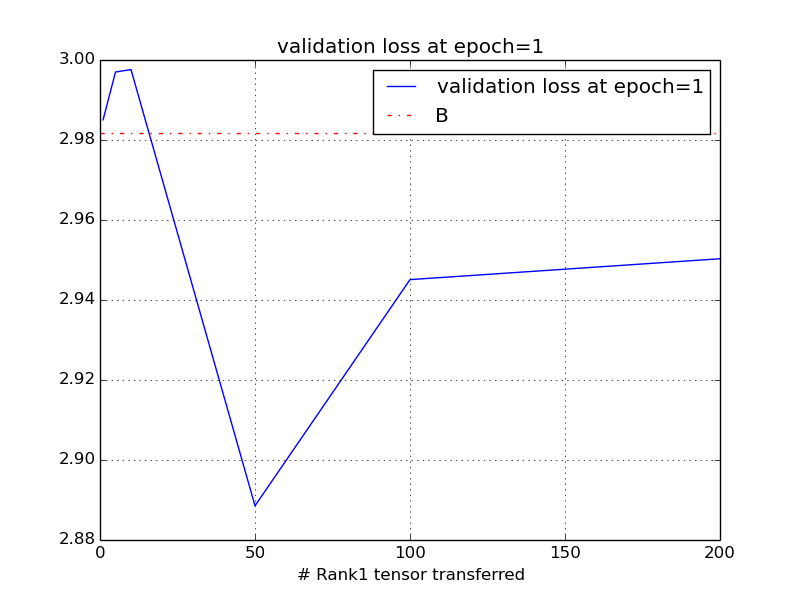 validation loss at epoch=1
3.00
2.98
2.96
2.94
2.92
2.90
2.88
validation loss at epoch=1
B
0 50 100 150 200
# Rank1 tensor transferred